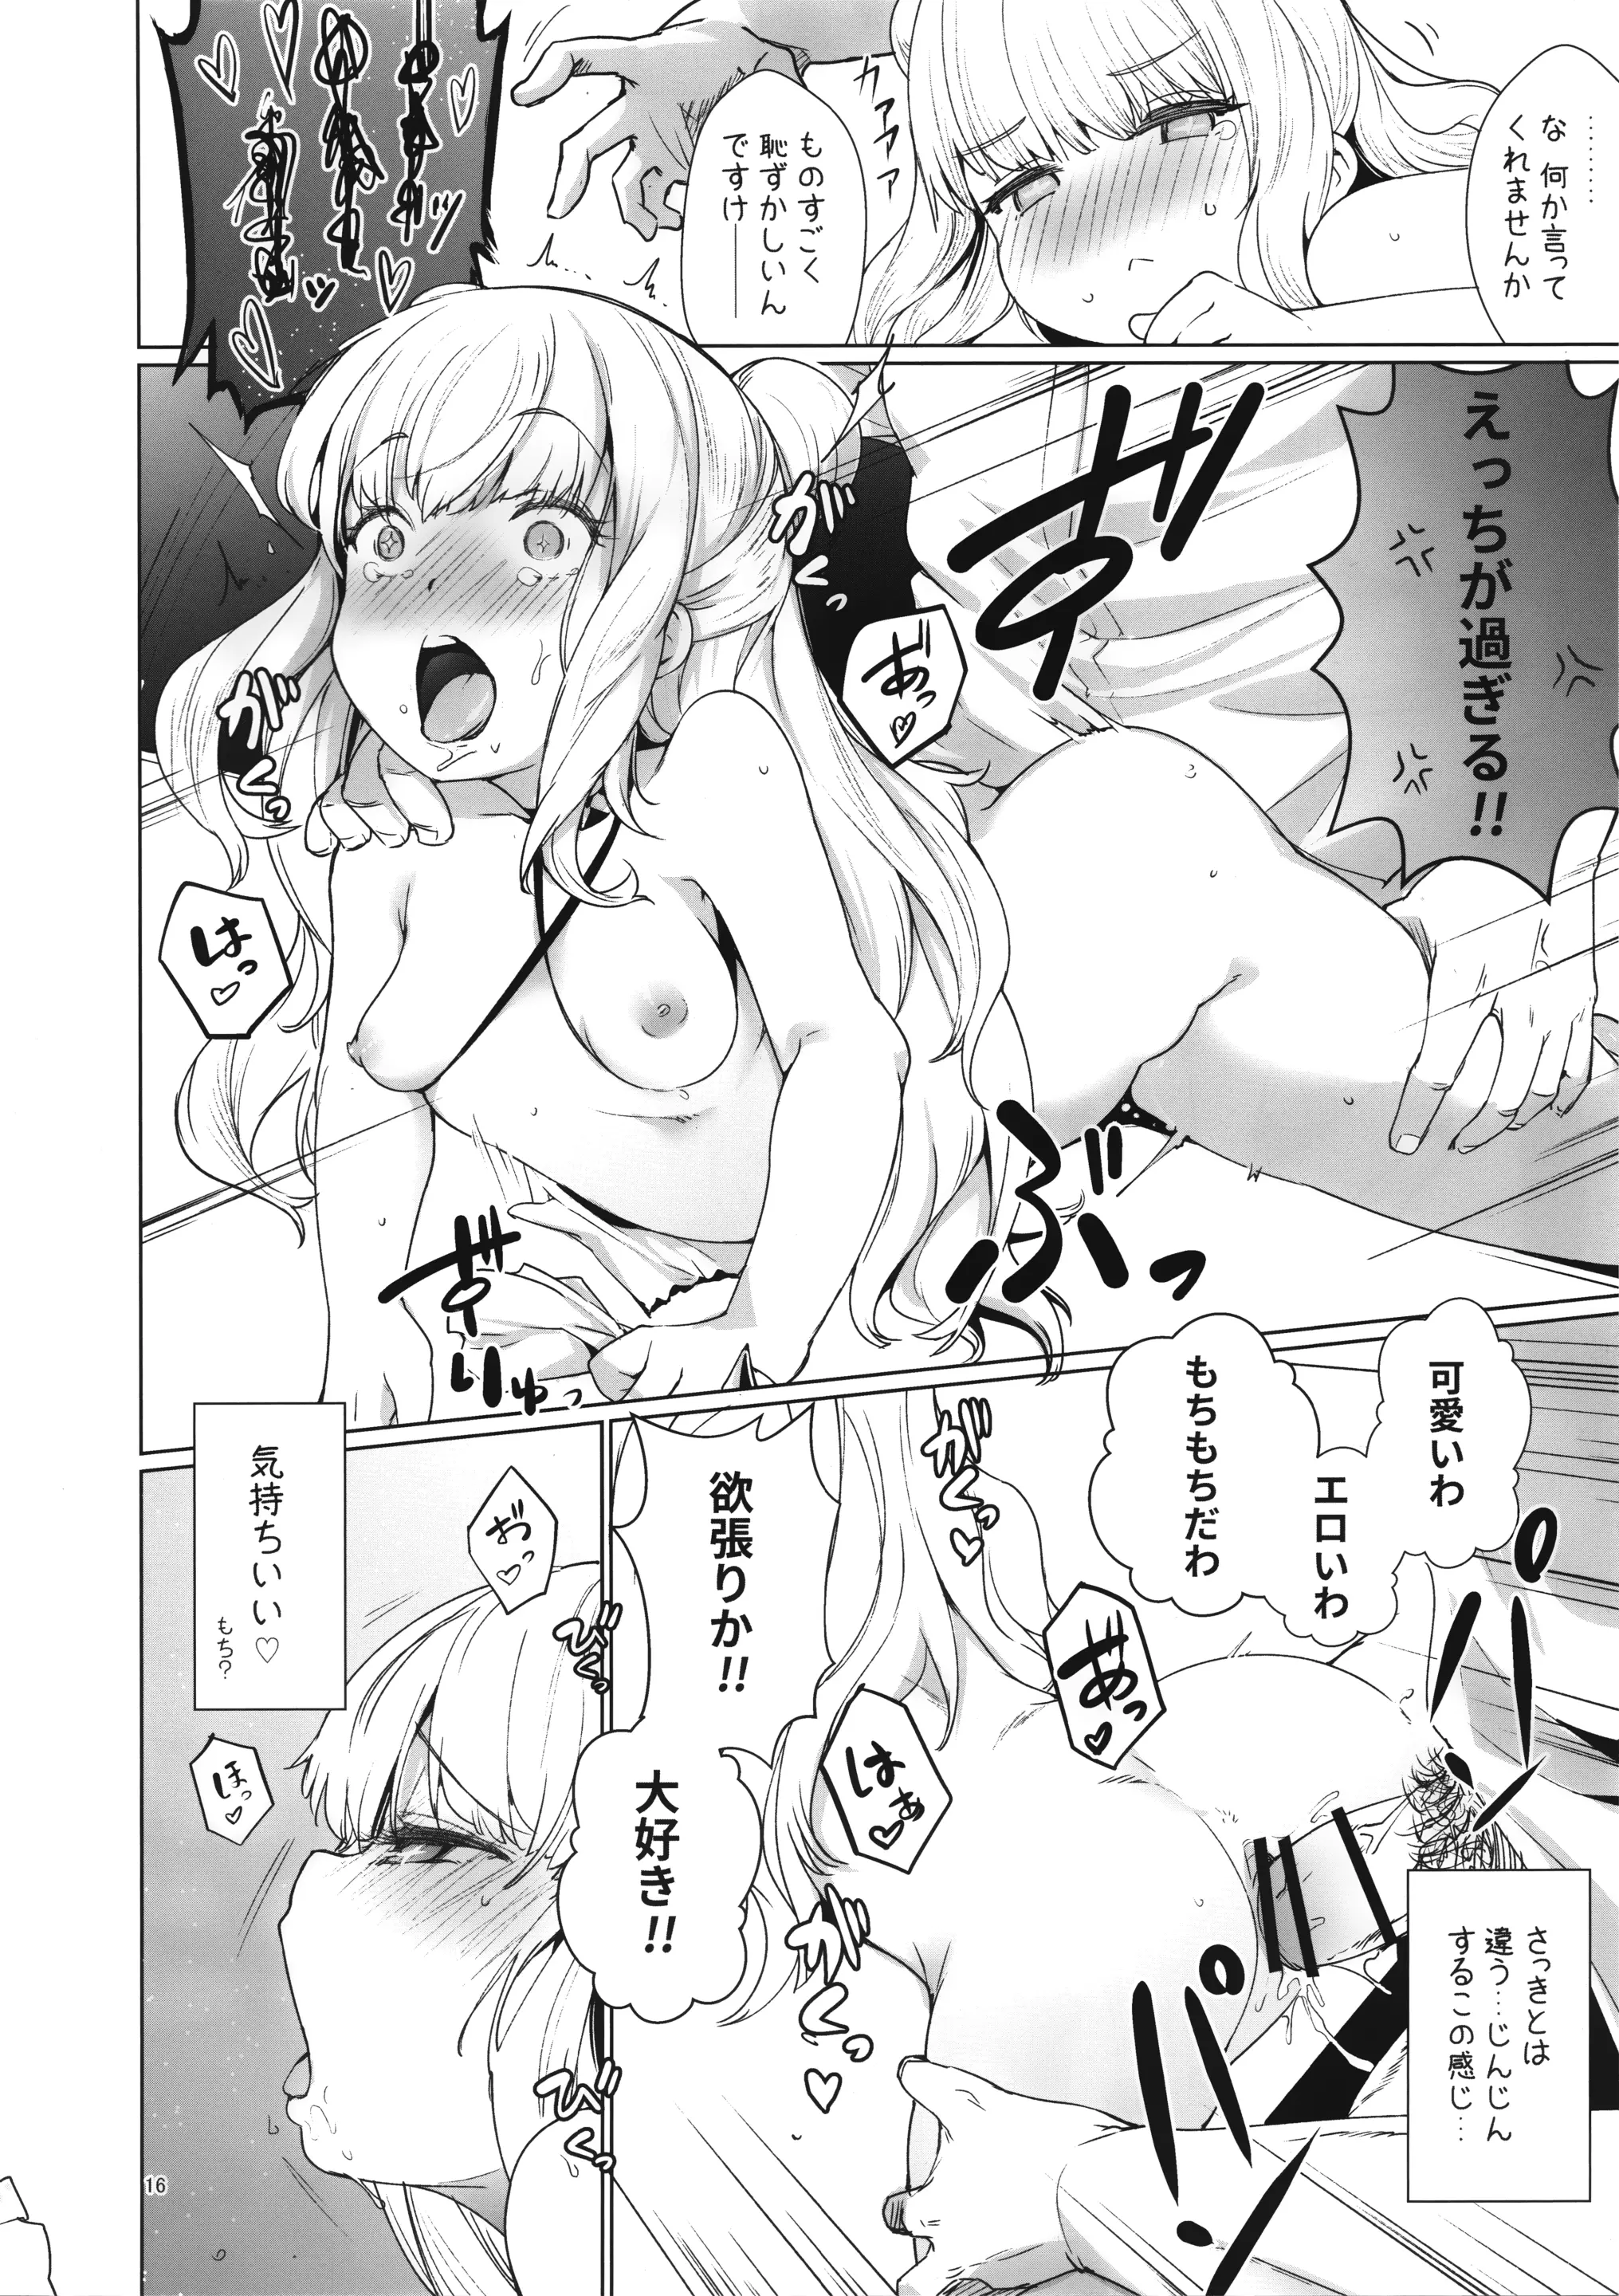 ‥‥‥‥‥
な 何か言って
くれませんか
ものすごく
恥ずかしいん
ですけ――
カァァァ
えっちが過ぎる!!
ずずっ
がくっ
あ゛っ♡
がくっ
はっ♡
ぶっ
ずりゅっ
可愛いわ
エロいわ
もちもちだわ
パン
あ゛っ♡
がくっ♡
はぁ♡
がくっ♡
パン
さっきとは
違う‥じんじん
するこの感じ‥
欲張りか!!
大好き!!
びくっ
びくっ
お゛っ♡
気持ちいい♡
もち?
ほっ♡
16